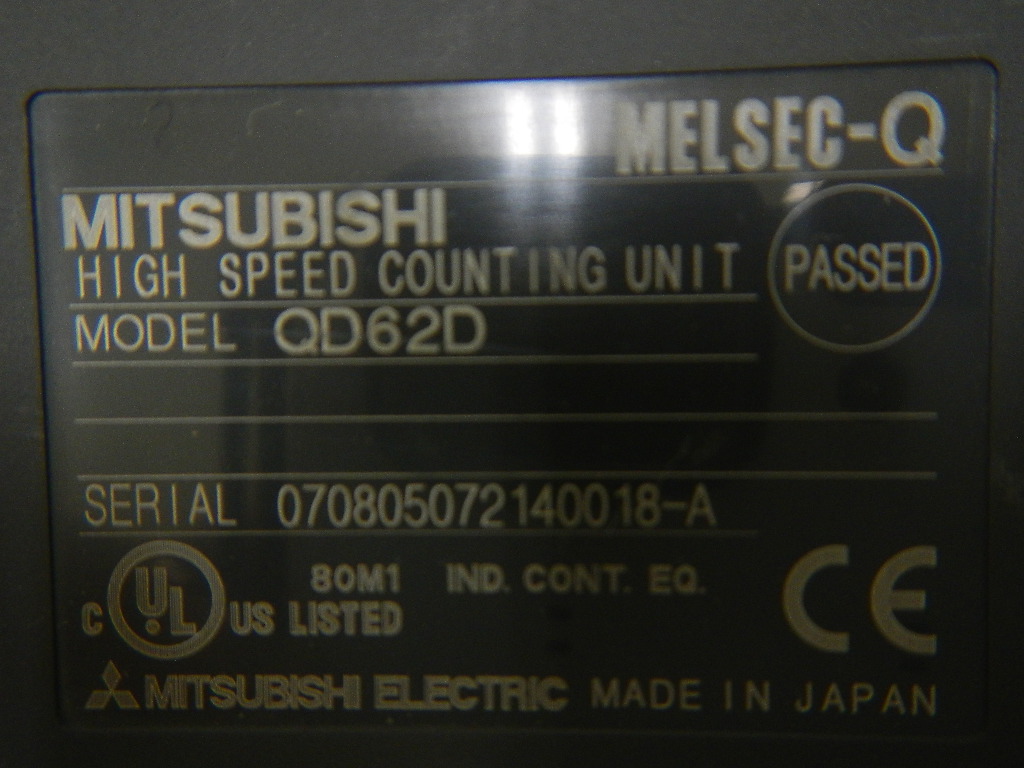 MELSEC-Q
MITSUBISHI
HIGH SPEED COUNTING UNIT
PASSED
MODEL QD62D
SERIAL 070805072140018-A
C UL US LISTED
80M1 IND. CONT. EQ.
CE
MITSUBISHI ELECTRIC MADE IN JAPAN